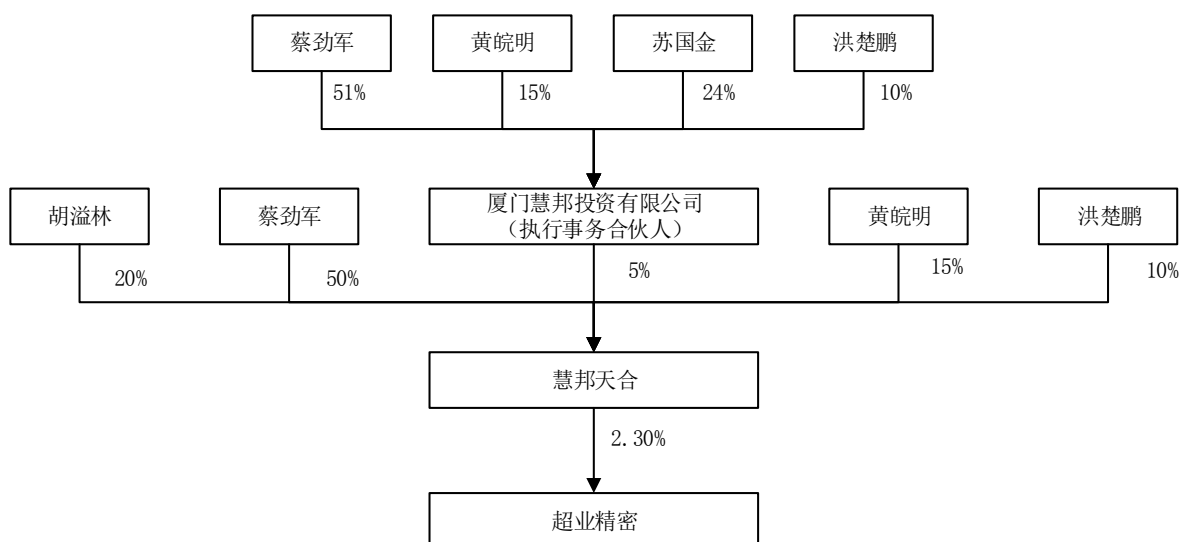 蔡劲军
黄皖明
苏国金
洪楚鹏
51%
15%
24%
10%
胡溢林
蔡劲军
厦门慧邦投资有限公司
（执行事务合伙人）
黄皖明
洪楚鹏
20%
50%
5%
15%
10%
慧邦天合
2.30%
超业精密